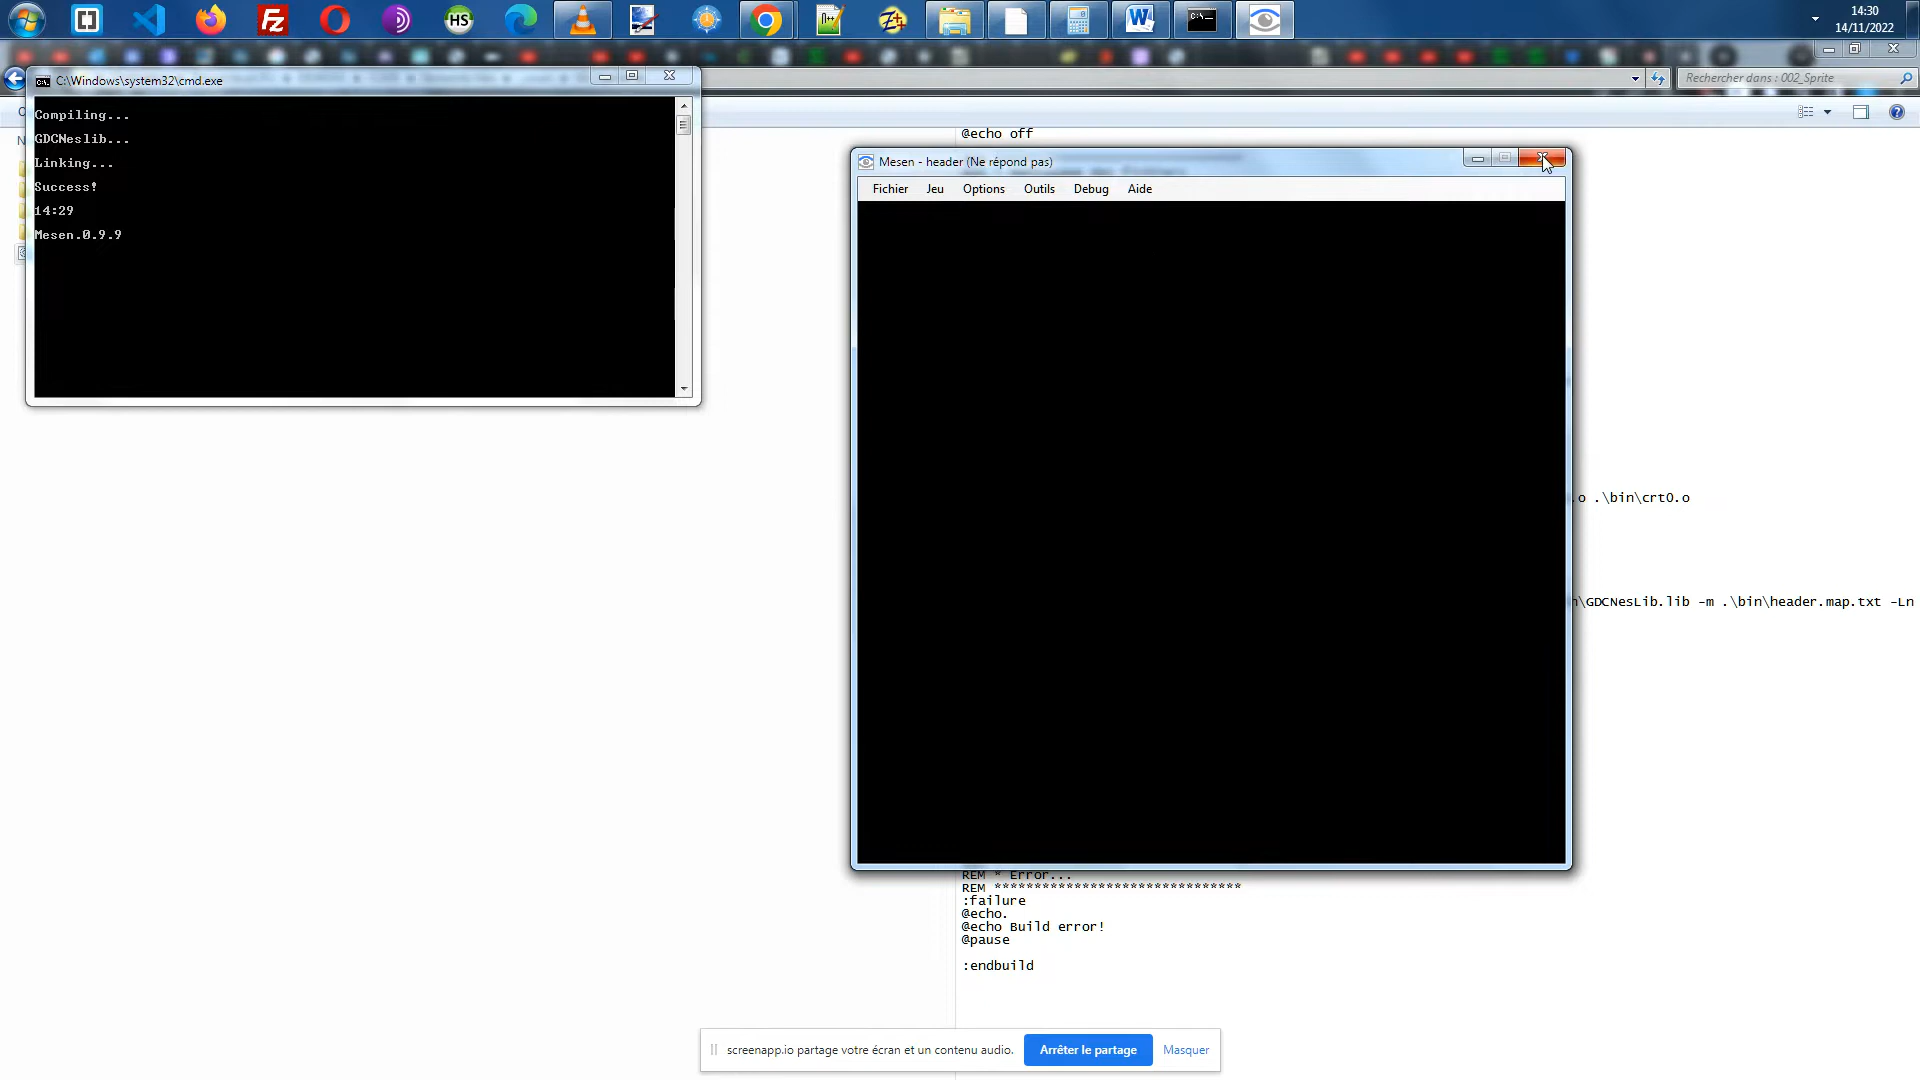 14:30
14/11/2022
C:\Windows\system32\cmd.exe
Rechercher dans : 002_Sprite
Compiling...
GDCNeslib...
Linking...
Success!
14:29
Mesen.0.9.9
@echo off
Mesen - header (Ne répond pas)
Fichier Jeu Options Outils Debug Aide
.o .\bin\crt0.o
\GDCNesLib.lib -m .\bin\header.map.txt -Ln
REM * Error...
REM *******************************
:failure
@echo.
@echo Build error!
@pause
:endbuild
screenapp.io partage votre écran et un contenu audio.
Arrêter le partage
Masquer